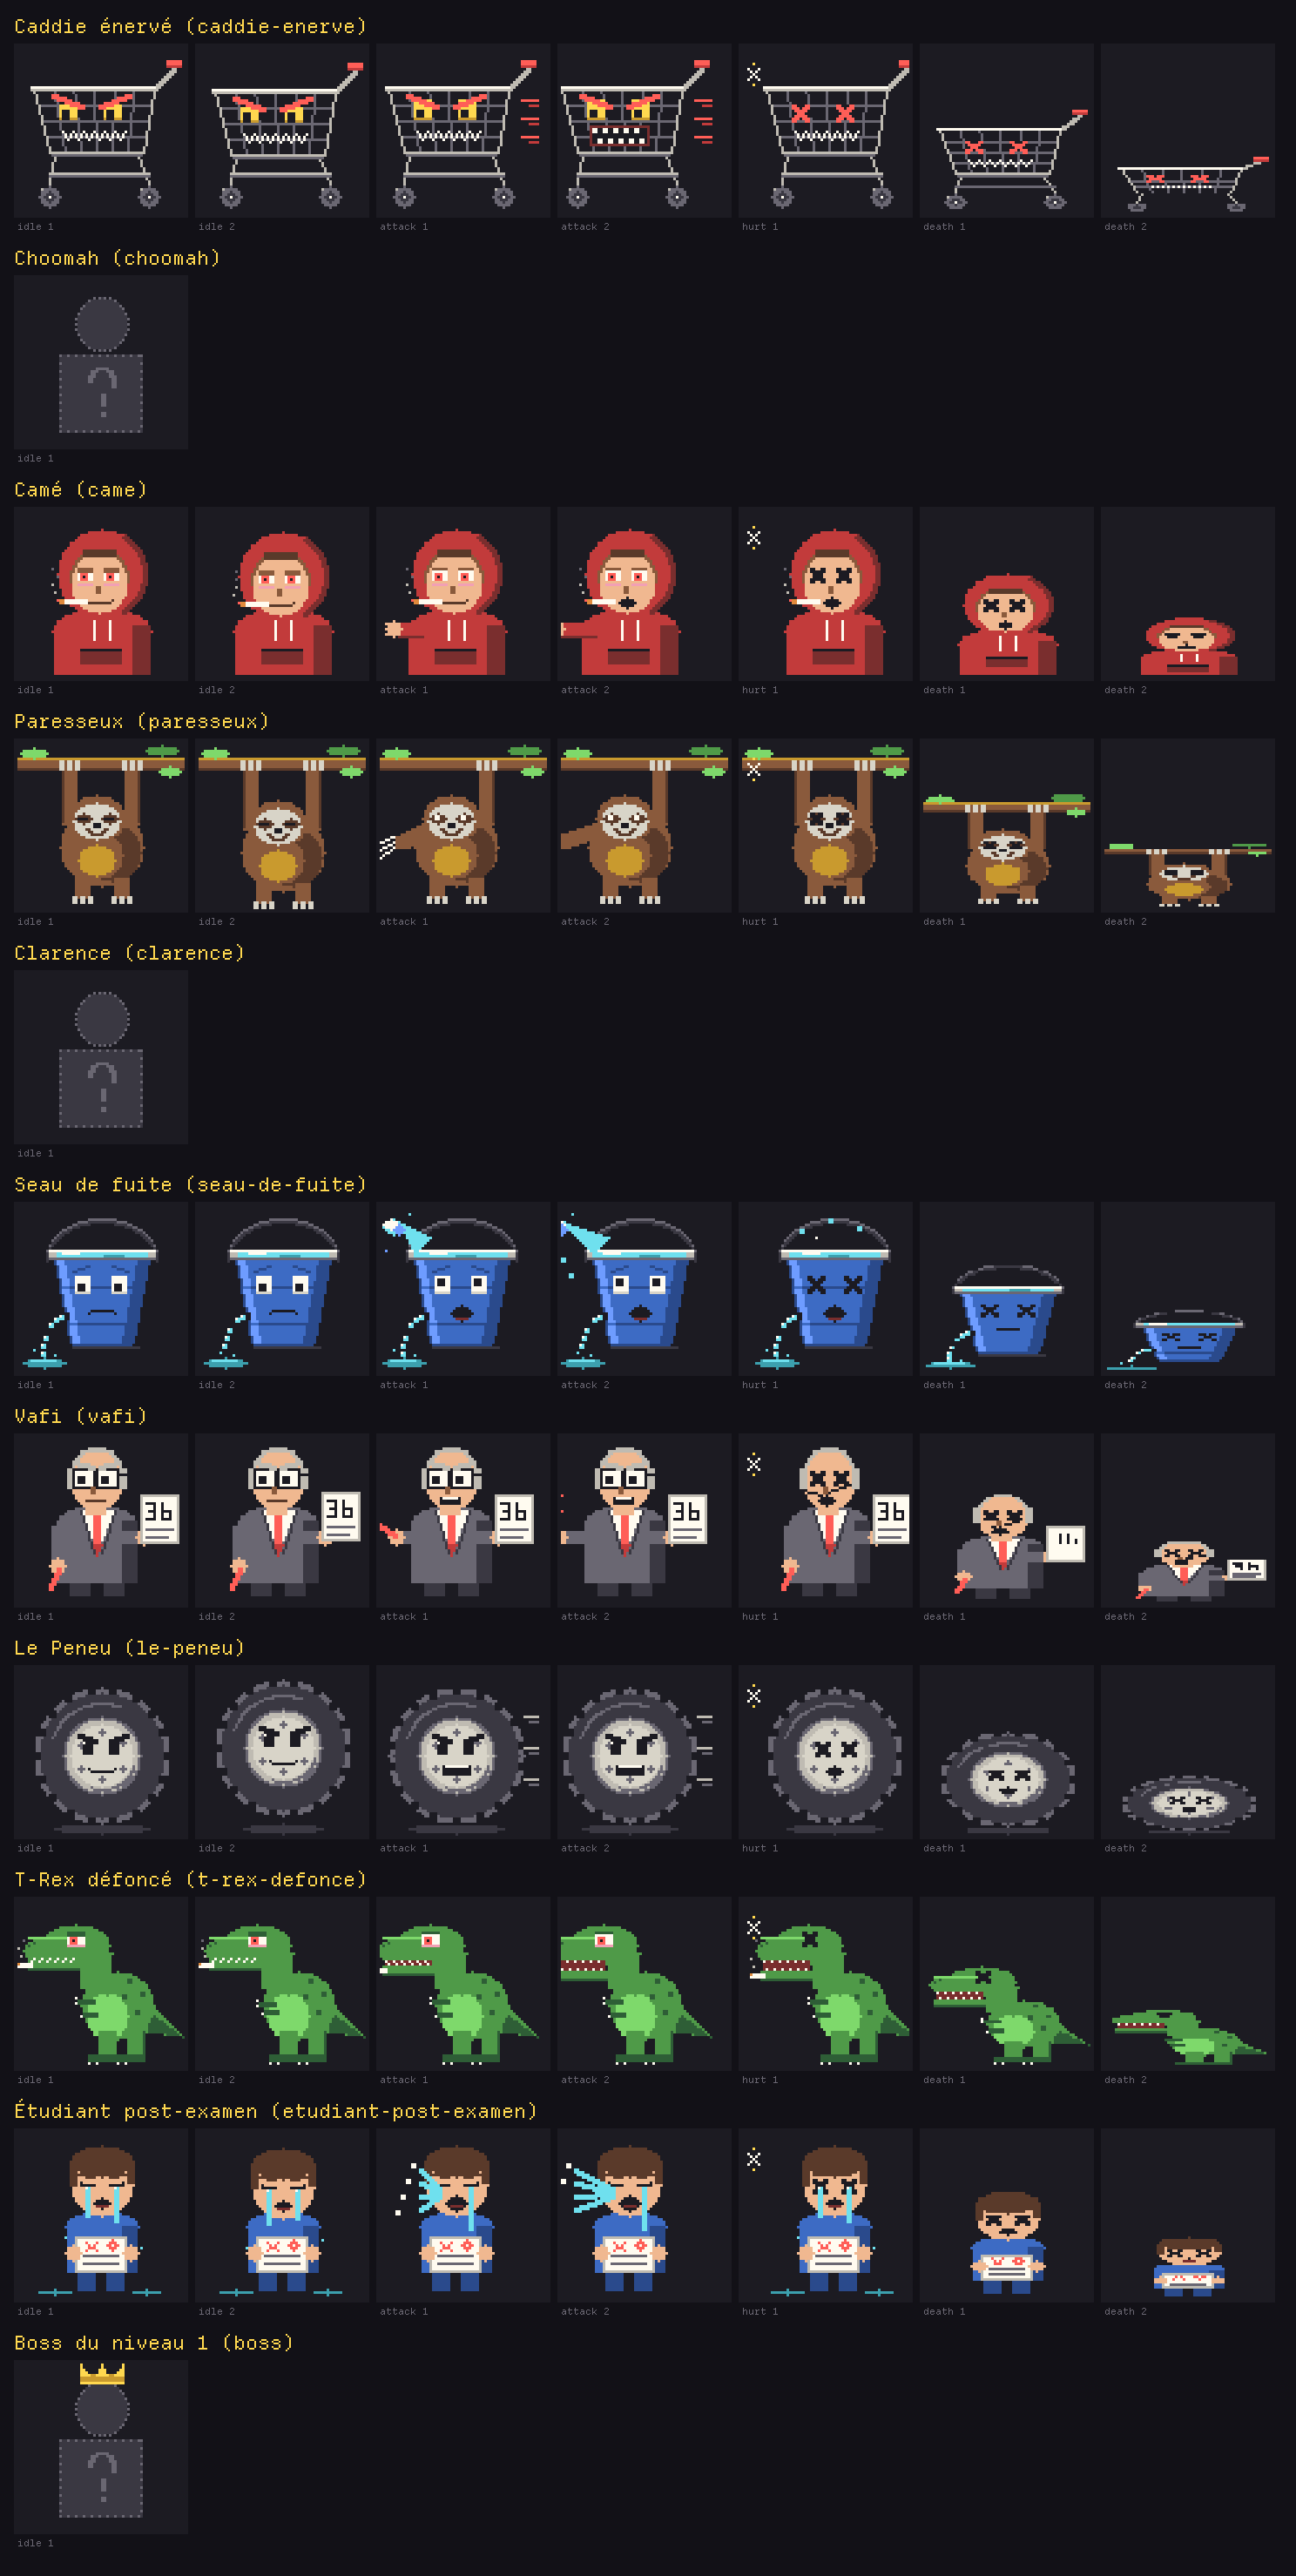 Caddie énervé (caddie-enerve)
idle 1 idle 2 attack 1 attack 2 hurt 1 death 1 death 2
Choomah (choomah)
?
idle 1
Camé (came)
idle 1 idle 2 attack 1 attack 2 hurt 1 death 1 death 2
Paresseux (paresseux)
idle 1 idle 2 attack 1 attack 2 hurt 1 death 1 death 2
Clarence (clarence)
?
idle 1
Seau de fuite (seau-de-fuite)
idle 1 idle 2 attack 1 attack 2 hurt 1 death 1 death 2
Vafi (vafi)
36 36 36 36 36
idle 1 idle 2 attack 1 attack 2 hurt 1 death 1 death 2
Le Peneu (le-peneu)
idle 1 idle 2 attack 1 attack 2 hurt 1 death 1 death 2
T-Rex défoncé (t-rex-defonce)
idle 1 idle 2 attack 1 attack 2 hurt 1 death 1 death 2
Étudiant post-examen (etudiant-post-examen)
idle 1 idle 2 attack 1 attack 2 hurt 1 death 1 death 2
Boss du niveau 1 (boss)
?
idle 1